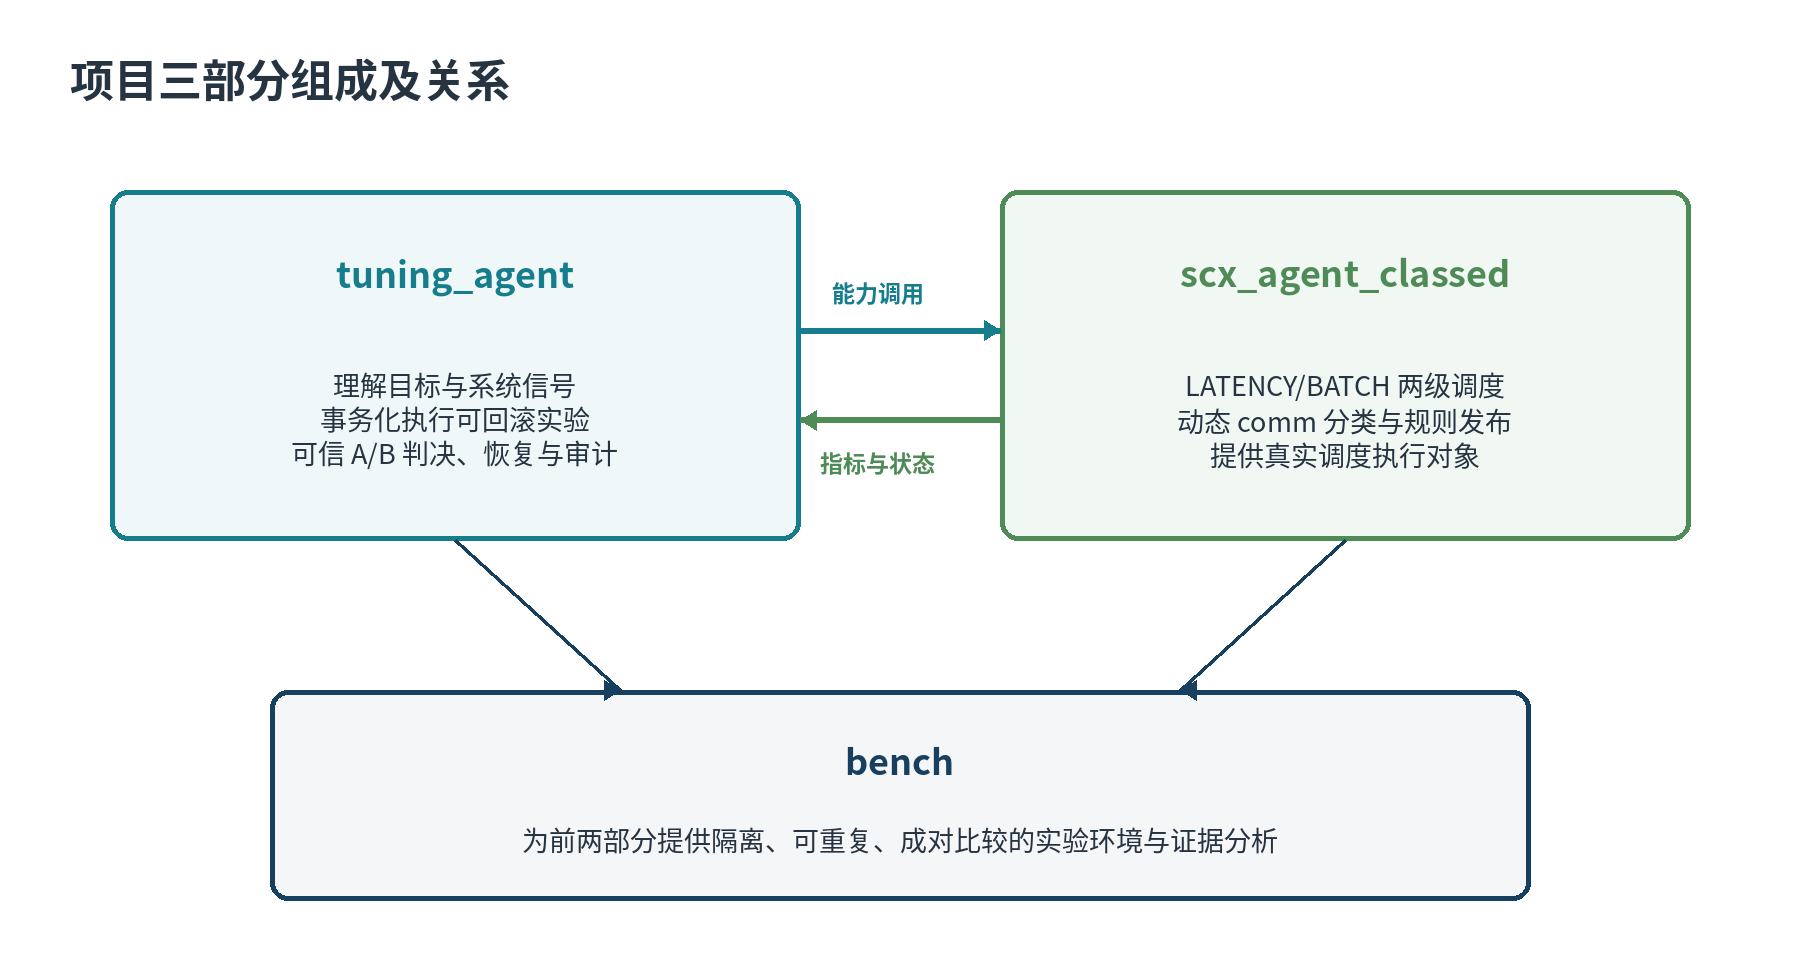 项目三部分组成及关系
tuning_agent
理解目标与系统信号
事务化执行可回滚实验
可信 A/B 判决、恢复与审计
能力调用
指标与状态
scx_agent_classed
LATENCY/BATCH 两级调度
动态 comm 分类与规则发布
提供真实调度执行对象
bench
为前两部分提供隔离、可重复、成对比较的实验环境与证据分析